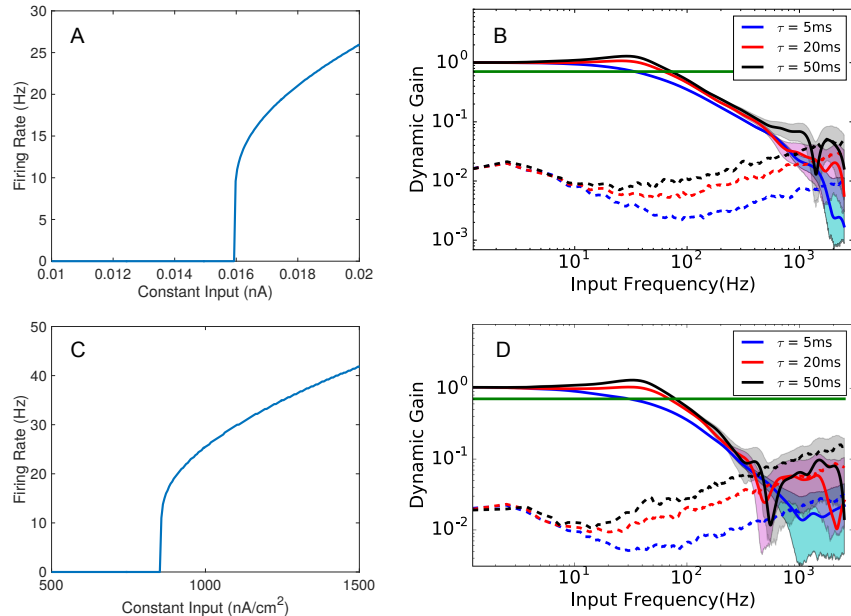 A
Firing Rate (Hz)
30
25
20
15
10
5
0
0.01
0.012
0.014
0.016
0.018
0.02
Constant Input (nA)
B
τ = 5ms
τ = 20ms
τ = 50ms
Dynamic Gain
10^0
10^-1
10^-2
10^-3
10^1
10^2
10^3
Input Frequency(Hz)
C
Firing Rate (Hz)
50
40
30
20
10
0
500
1000
1500
Constant Input (nA/cm²)
D
τ = 5ms
τ = 20ms
τ = 50ms
Dynamic Gain
10^0
10^-1
10^-2
10^1
10^2
10^3
Input Frequency(Hz)